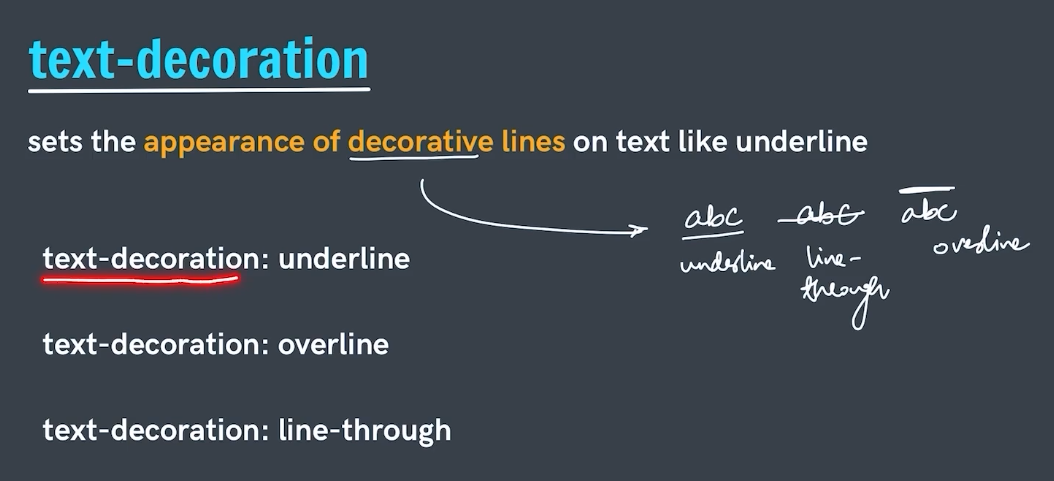 text-decoration
sets the appearance of decorative lines on text like underline
abc abc abc
underline line-through overline
text-decoration: underline
text-decoration: overline
text-decoration: line-through